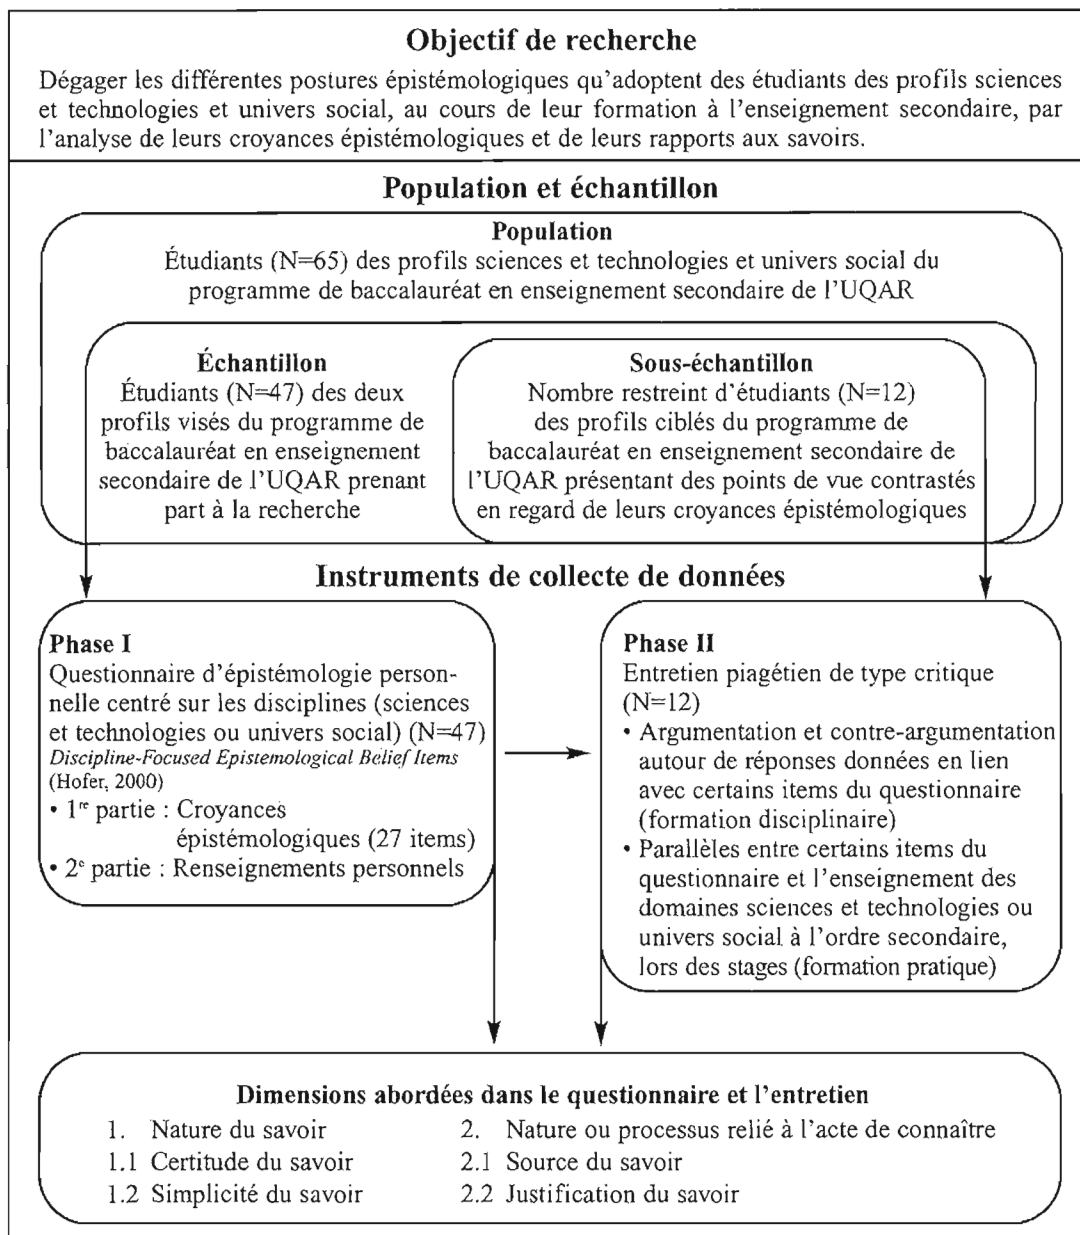 Objectif de recherche
Dégager les différentes postures épistémologiques qu'adoptent des étudiants des profils sciences
et technologies et univers social, au cours de leur formation à l'enseignement secondaire, par
l'analyse de leurs croyances épistémologiques et de leurs rapports aux savoirs.
Population et échantillon
Population
Étudiants (N=65) des profils sciences et technologies et univers social du
programme de baccalauréat en enseignement secondaire de l'UQAR
Échantillon
Étudiants (N=47) des deux
profils visés du programme de
baccalauréat en enseignement
secondaire de l'UQAR prenant
part à la recherche
Sous-échantillon
Nombre restreint d'étudiants (N=12)
des profils ciblés du programme de
baccalauréat en enseignement secondaire de
l'UQAR présentant des points de vue contrastés
en regard de leurs croyances épistémologiques
Instruments de collecte de données
Phase I
Questionnaire d'épistémologie person-
nelle centré sur les disciplines (sciences
et technologies ou univers social) (N=47)
Discipline-Focused Epistemological Belief Items
(Hofer, 2000)
• 1re partie : Croyances
épistémologiques (27 items)
• 2e partie : Renseignements personnels
Phase II
Entretien piagétien de type critique
(N=12)
• Argumentation et contre-argumentation
autour de réponses données en lien
avec certains items du questionnaire
(formation disciplinaire)
• Parallèles entre certains items du
questionnaire et l'enseignement des
domaines sciences et technologies ou
univers social à l'ordre secondaire,
lors des stages (formation pratique)
Dimensions abordées dans le questionnaire et l'entretien
1. Nature du savoir
1.1 Certitude du savoir
1.2 Simplicité du savoir
2. Nature ou processus relié à l'acte de connaître
2.1 Source du savoir
2.2 Justification du savoir